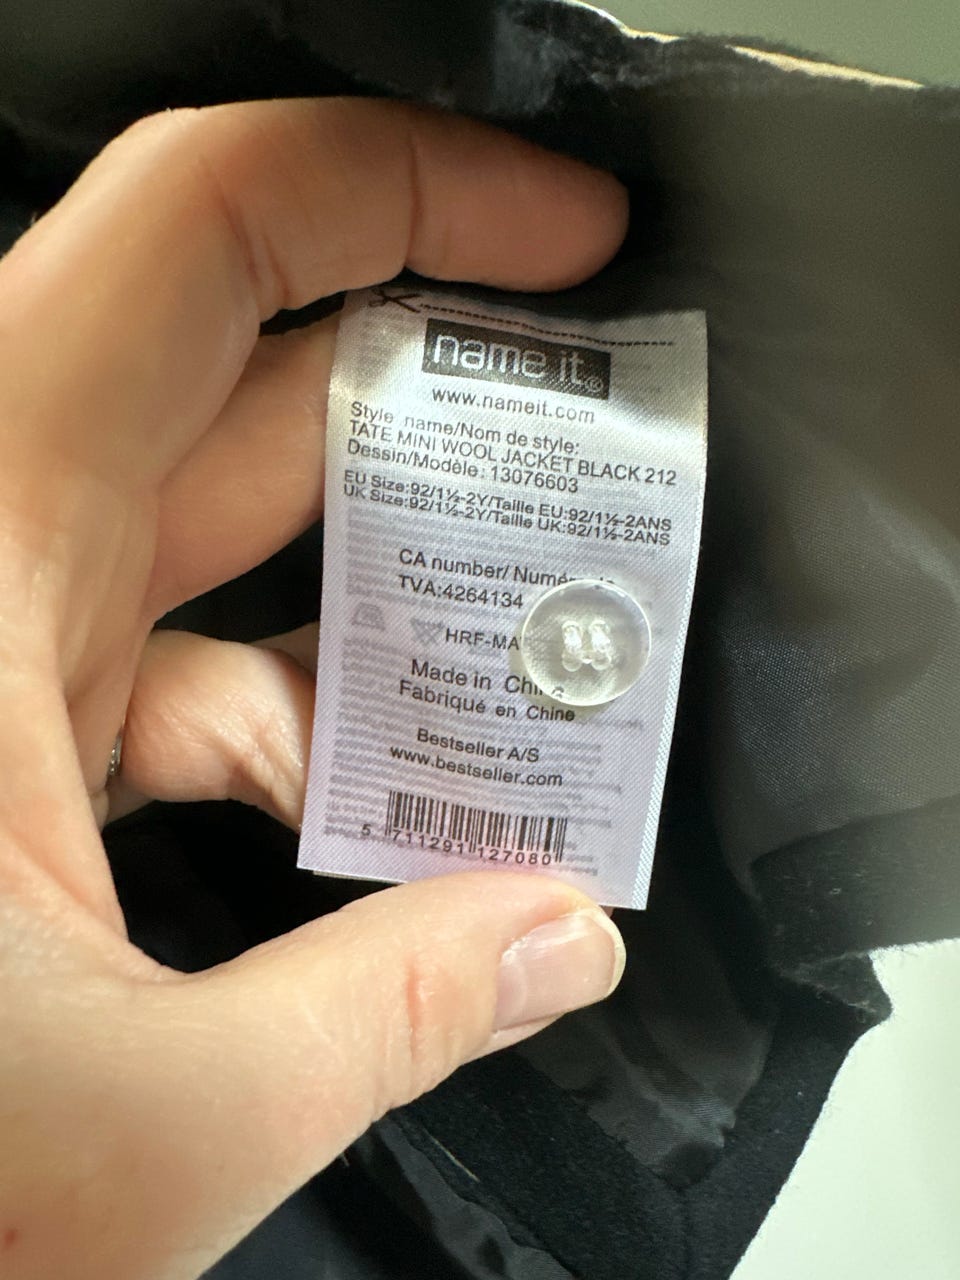 name it®
www.nameit.com
Style name/Nom de style:
TATE MINI WOOL JACKET BLACK 212
Dessin/Modèle: 13076603
EU Size:92/1½-2Y/Taille EU:92/1½-2ANS
UK Size:92/1½-2Y/Taille UK:92/1½-2ANS
CA number/
TVA:4264134
Made in
Fabriqué en Chine
Bestseller A/S
www.bestseller.com
5 711291 127080